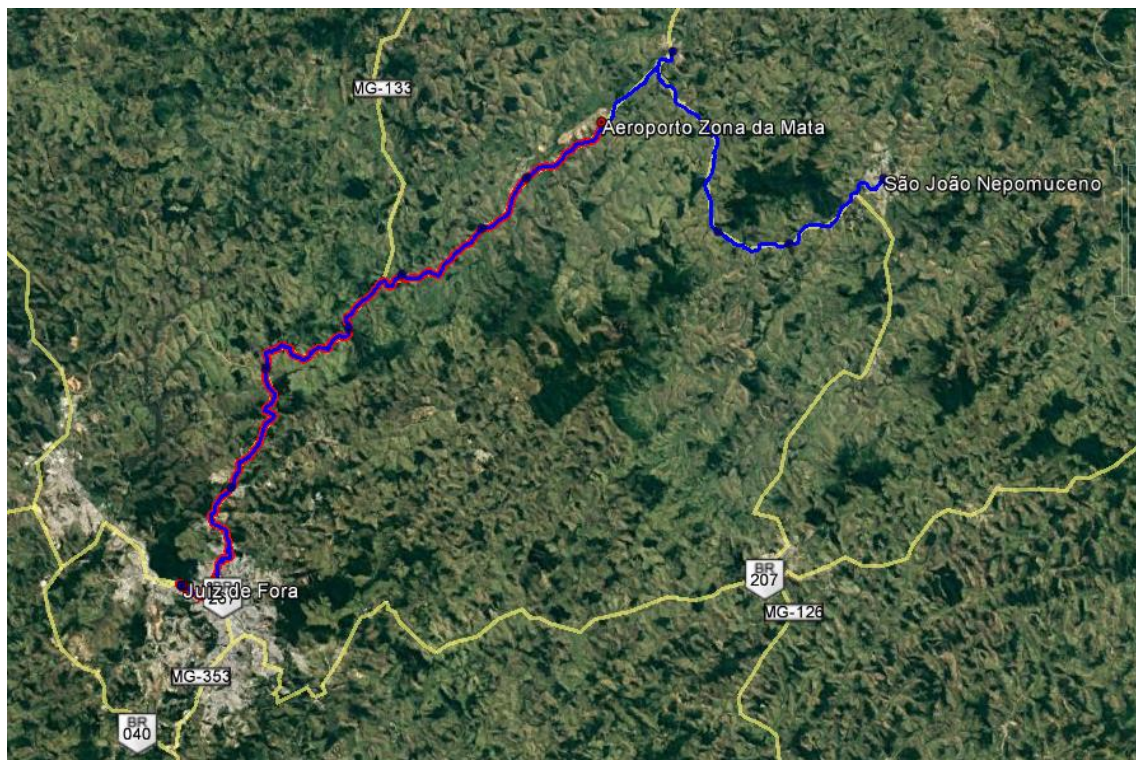 MG-133
Aeroporto Zona da Mata
São João Nepomuceno
BR
207
Juiz de Fora
MG-126
MG-353
BR
040